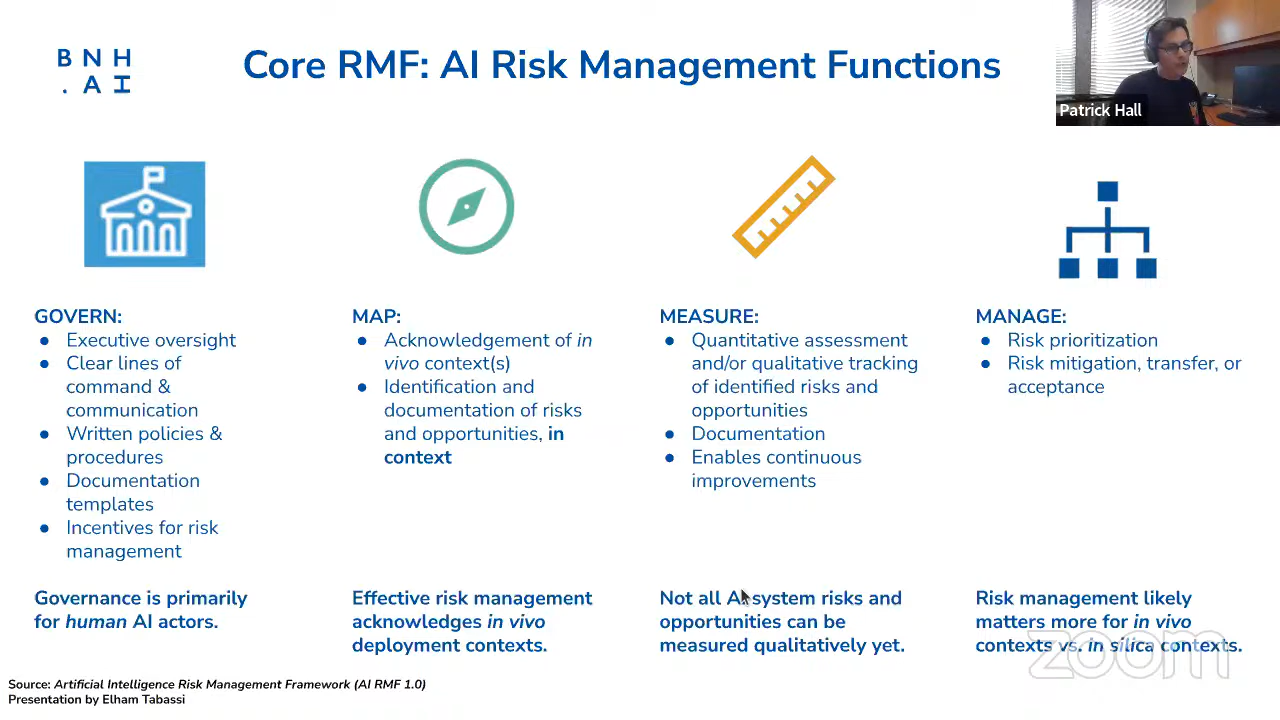 B N H
. A I
Core RMF: AI Risk Management Functions
Patrick Hall
GOVERN:
● Executive oversight
● Clear lines of
command &
communication
● Written policies &
procedures
● Documentation
templates
● Incentives for risk
management
Governance is primarily
for human AI actors.
MAP:
● Acknowledgement of in
vivo context(s)
● Identification and
documentation of risks
and opportunities, in
context
Effective risk management
acknowledges in vivo
deployment contexts.
MEASURE:
● Quantitative assessment
and/or qualitative tracking
of identified risks and
opportunities
● Documentation
● Enables continuous
improvements
Not all AI system risks and
opportunities can be
measured qualitatively yet.
MANAGE:
● Risk prioritization
● Risk mitigation, transfer, or
acceptance
Risk management likely
matters more for in vivo
contexts vs. in silica contexts.
zoom
Source: Artificial Intelligence Risk Management Framework (AI RMF 1.0)
Presentation by Elham Tabassi